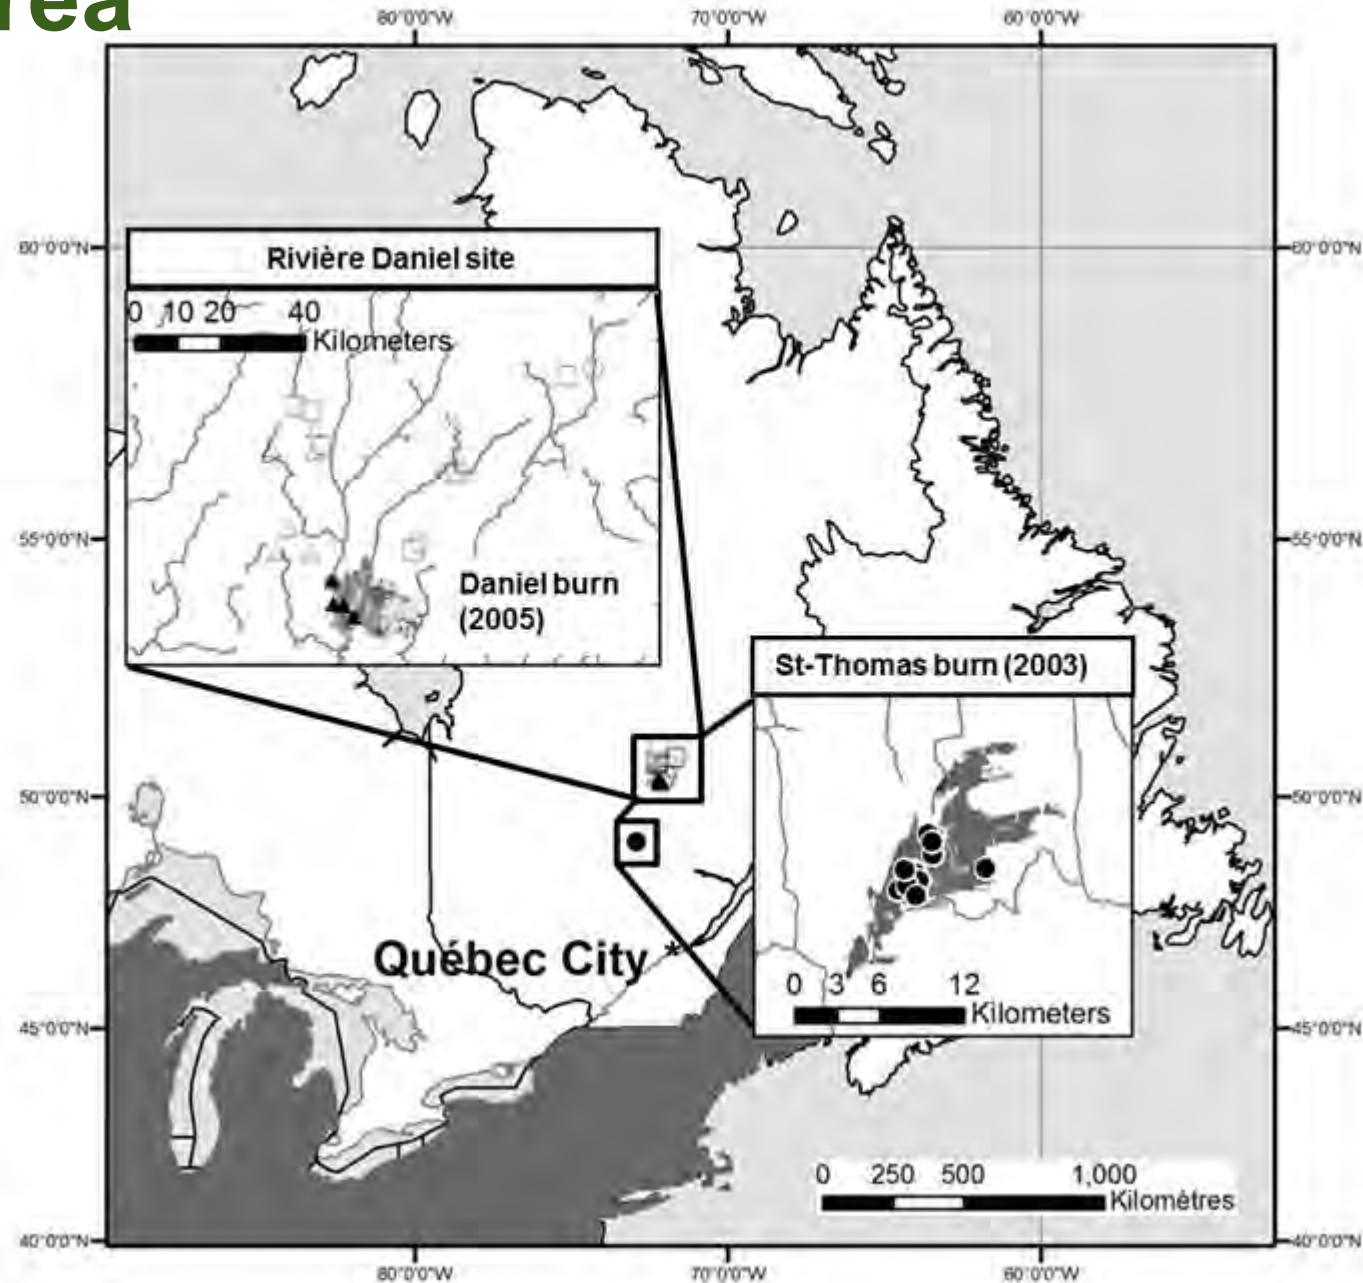 rea
80°0'0"W 70°0'0"W 60°0'0"W
60°0'0"N 60°0'0"N
Rivière Daniel site
0 10 20 40
Kilometers
55°0'0"N 55°0'0"N
Daniel burn
(2005)
St-Thomas burn (2003)
50°0'0"N 50°0'0"N
0 3 6 12
Kilometers
Québec City
45°0'0"N 45°0'0"N
0 250 500 1,000
Kilomètres
40°0'0"N 40°0'0"N
80°0'0"W 70°0'0"W 60°0'0"W